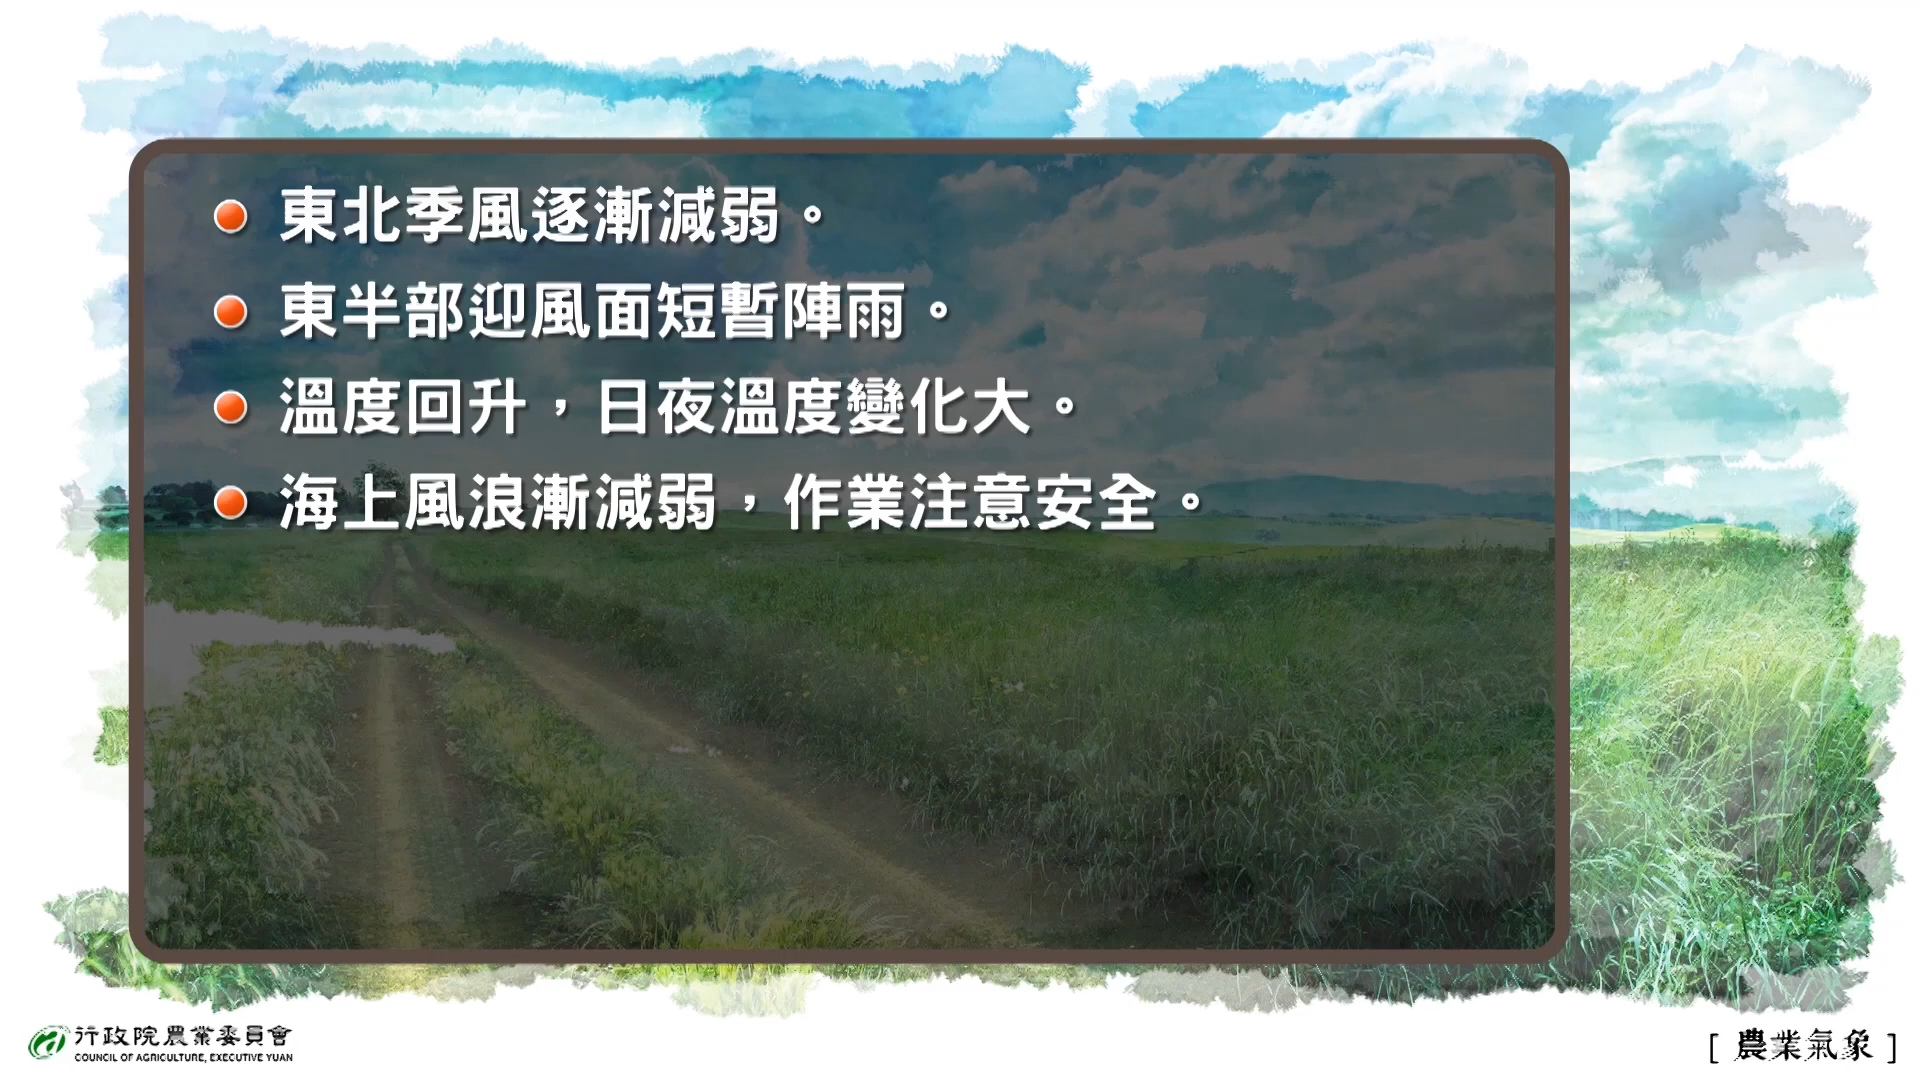 東北季風逐漸減弱。
東半部迎風面短暫陣雨。
溫度回升，日夜溫度變化大。
海上風浪漸減弱，作業注意安全。
行政院農業委員會
COUNCIL OF AGRICULTURE, EXECUTIVE YUAN
[ 農業氣象 ]